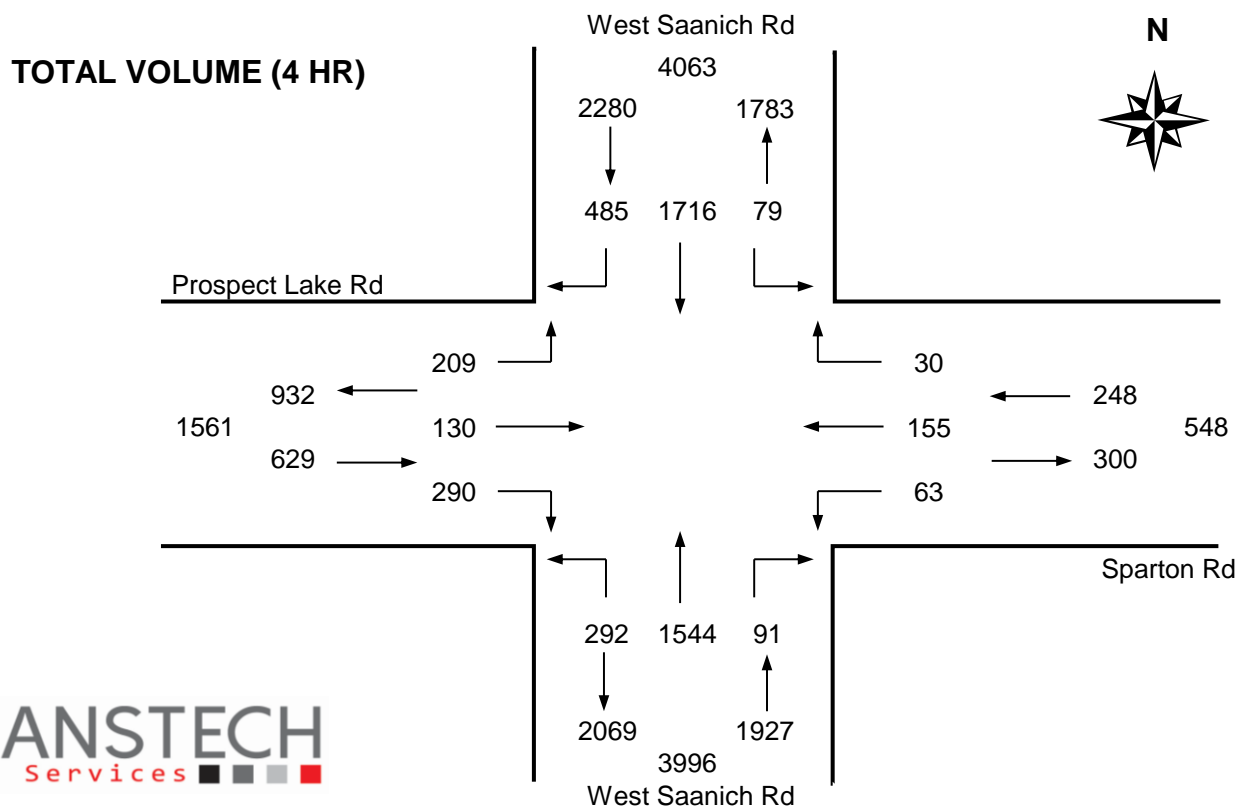 West Saanich Rd
N
TOTAL VOLUME (4 HR)
4063
2280 1783
485 1716 79
Prospect Lake Rd
209 30
932 248
1561 130 155 548
629 300
290 63
Sparton Rd
292 1544 91
2069 1927
3996
West Saanich Rd
ANSTECH
Services